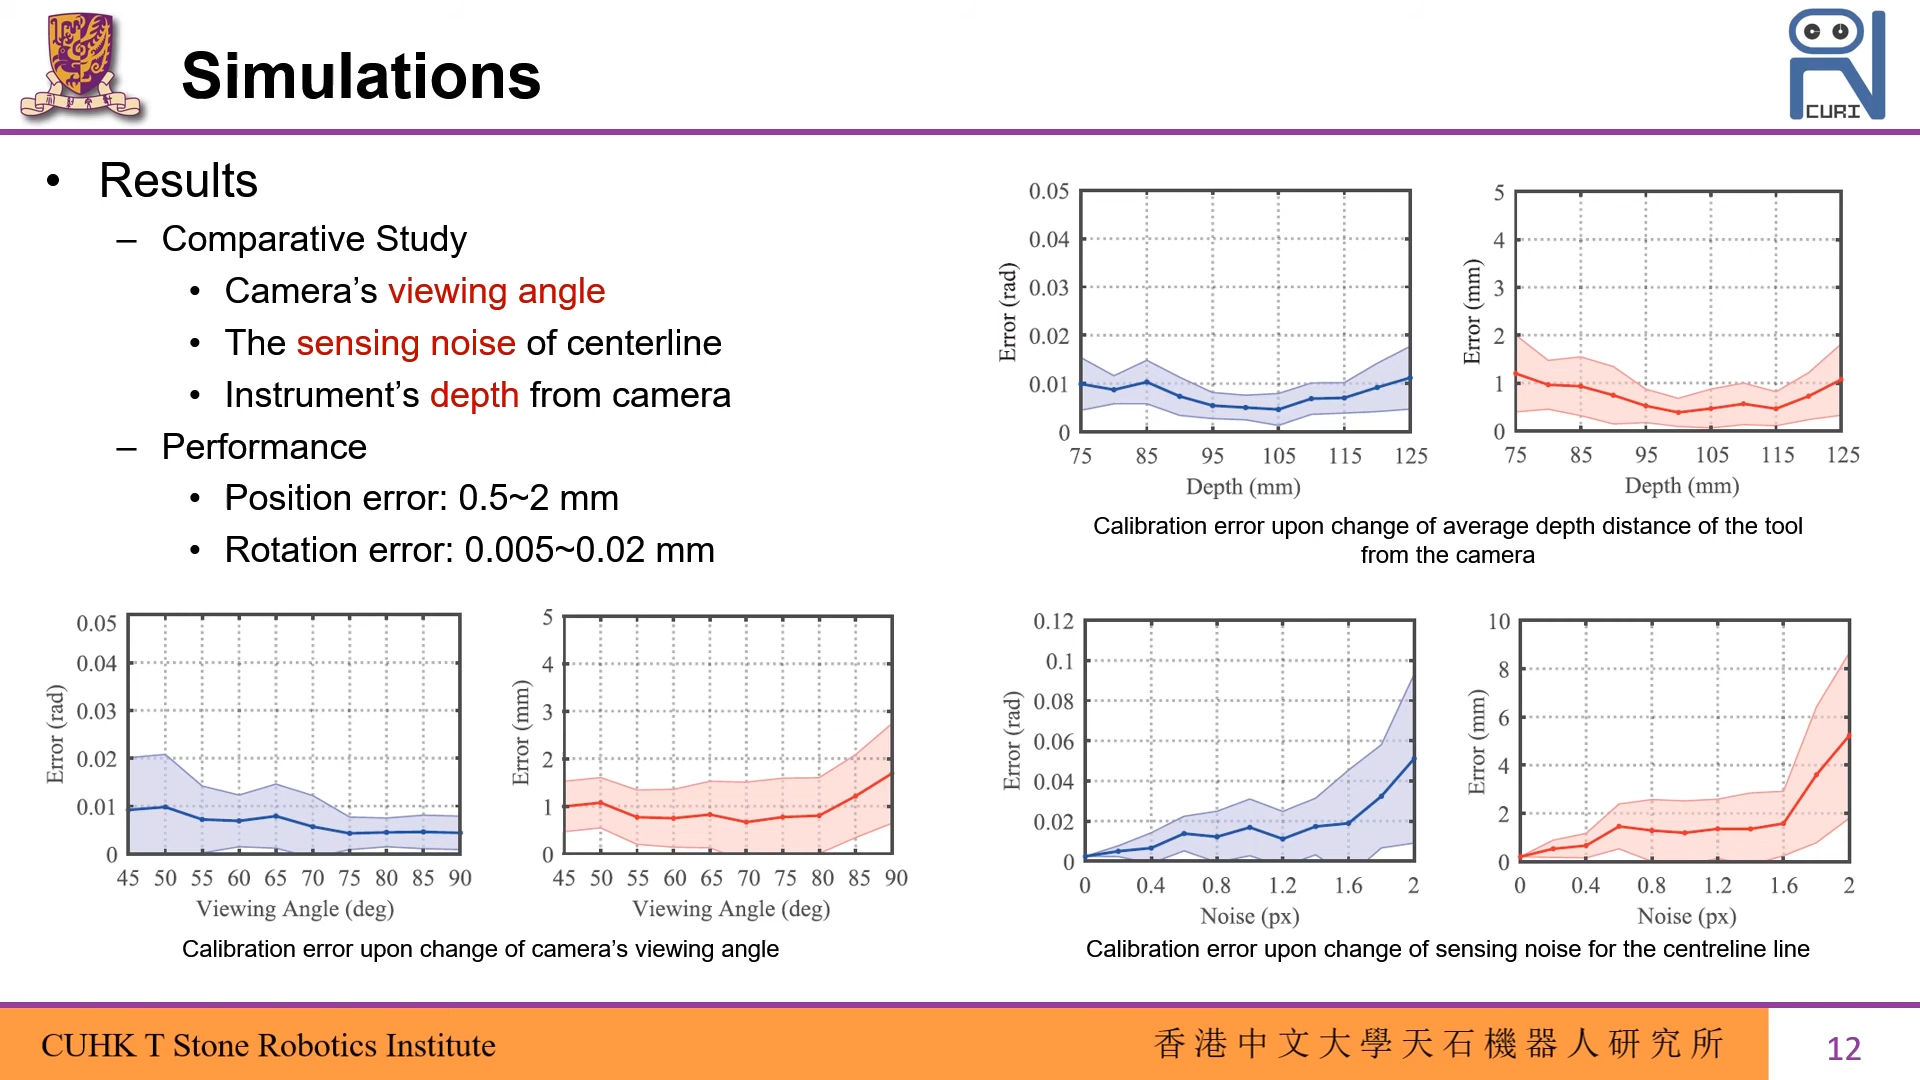 Simulations
CURI
• Results
– Comparative Study
• Camera’s viewing angle
• The sensing noise of centerline
• Instrument’s depth from camera
– Performance
• Position error: 0.5~2 mm
• Rotation error: 0.005~0.02 mm
0.05
0.04
0.03
0.02
0.01
0
Error (rad)
75 85 95 105 115 125
Depth (mm)
5
4
3
2
1
0
Error (mm)
75 85 95 105 115 125
Depth (mm)
Calibration error upon change of average depth distance of the tool
from the camera
0.05
0.04
0.03
0.02
0.01
0
Error (rad)
45 50 55 60 65 70 75 80 85 90
Viewing Angle (deg)
5
4
3
2
1
0
Error (mm)
45 50 55 60 65 70 75 80 85 90
Viewing Angle (deg)
Calibration error upon change of camera’s viewing angle
0.12
0.1
0.08
0.06
0.04
0.02
0
Error (rad)
0 0.4 0.8 1.2 1.6 2
Noise (px)
10
8
6
4
2
0
Error (mm)
0 0.4 0.8 1.2 1.6 2
Noise (px)
Calibration error upon change of sensing noise for the centreline line
CUHK T Stone Robotics Institute
香港中文大學天石機器人研究所
12